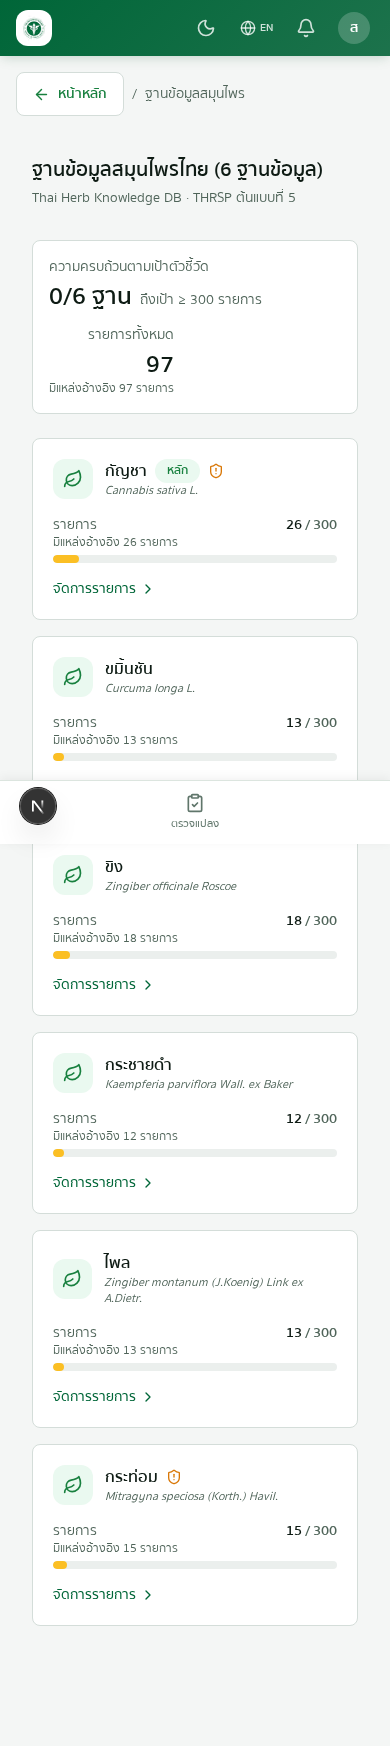 EN
ส
หน้าหลัก / ฐานข้อมูลสมุนไพร
ฐานข้อมูลสมุนไพรไทย (6 ฐานข้อมูล)
Thai Herb Knowledge DB · THRSP ต้นแบบที่ 5
ความครบถ้วนตามเป้าตัวชี้วัด
0/6 ฐาน ถึงเป้า ≥ 300 รายการ
รายการทั้งหมด
97
มีแหล่งอ้างอิง 97 รายการ
กัญชา หลัก
Cannabis sativa L.
รายการ 26 / 300
มีแหล่งอ้างอิง 26 รายการ
จัดการรายการ
ขมิ้นชัน
Curcuma longa L.
รายการ 13 / 300
มีแหล่งอ้างอิง 13 รายการ
N
ตรวจแปลง
ขิง
Zingiber officinale Roscoe
รายการ 18 / 300
มีแหล่งอ้างอิง 18 รายการ
จัดการรายการ
กระชายดำ
Kaempferia parviflora Wall. ex Baker
รายการ 12 / 300
มีแหล่งอ้างอิง 12 รายการ
จัดการรายการ
ไพล
Zingiber montanum (J.Koenig) Link ex
A.Dietr.
รายการ 13 / 300
มีแหล่งอ้างอิง 13 รายการ
จัดการรายการ
กระท่อม
Mitragyna speciosa (Korth.) Havil.
รายการ 15 / 300
มีแหล่งอ้างอิง 15 รายการ
จัดการรายการ